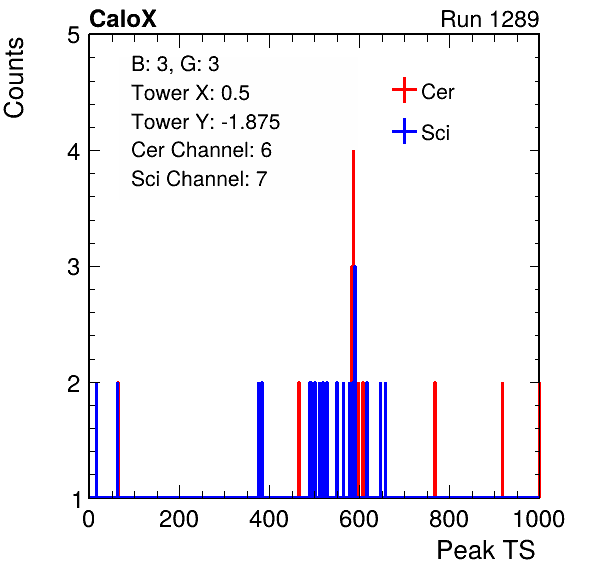 CaloX Run 1289
Counts
B: 3, G: 3
Tower X: 0.5
Tower Y: -1.875
Cer Channel: 6
Sci Channel: 7
Cer
Sci
5
4
3
2
1
0 200 400 600 800 1000
Peak TS